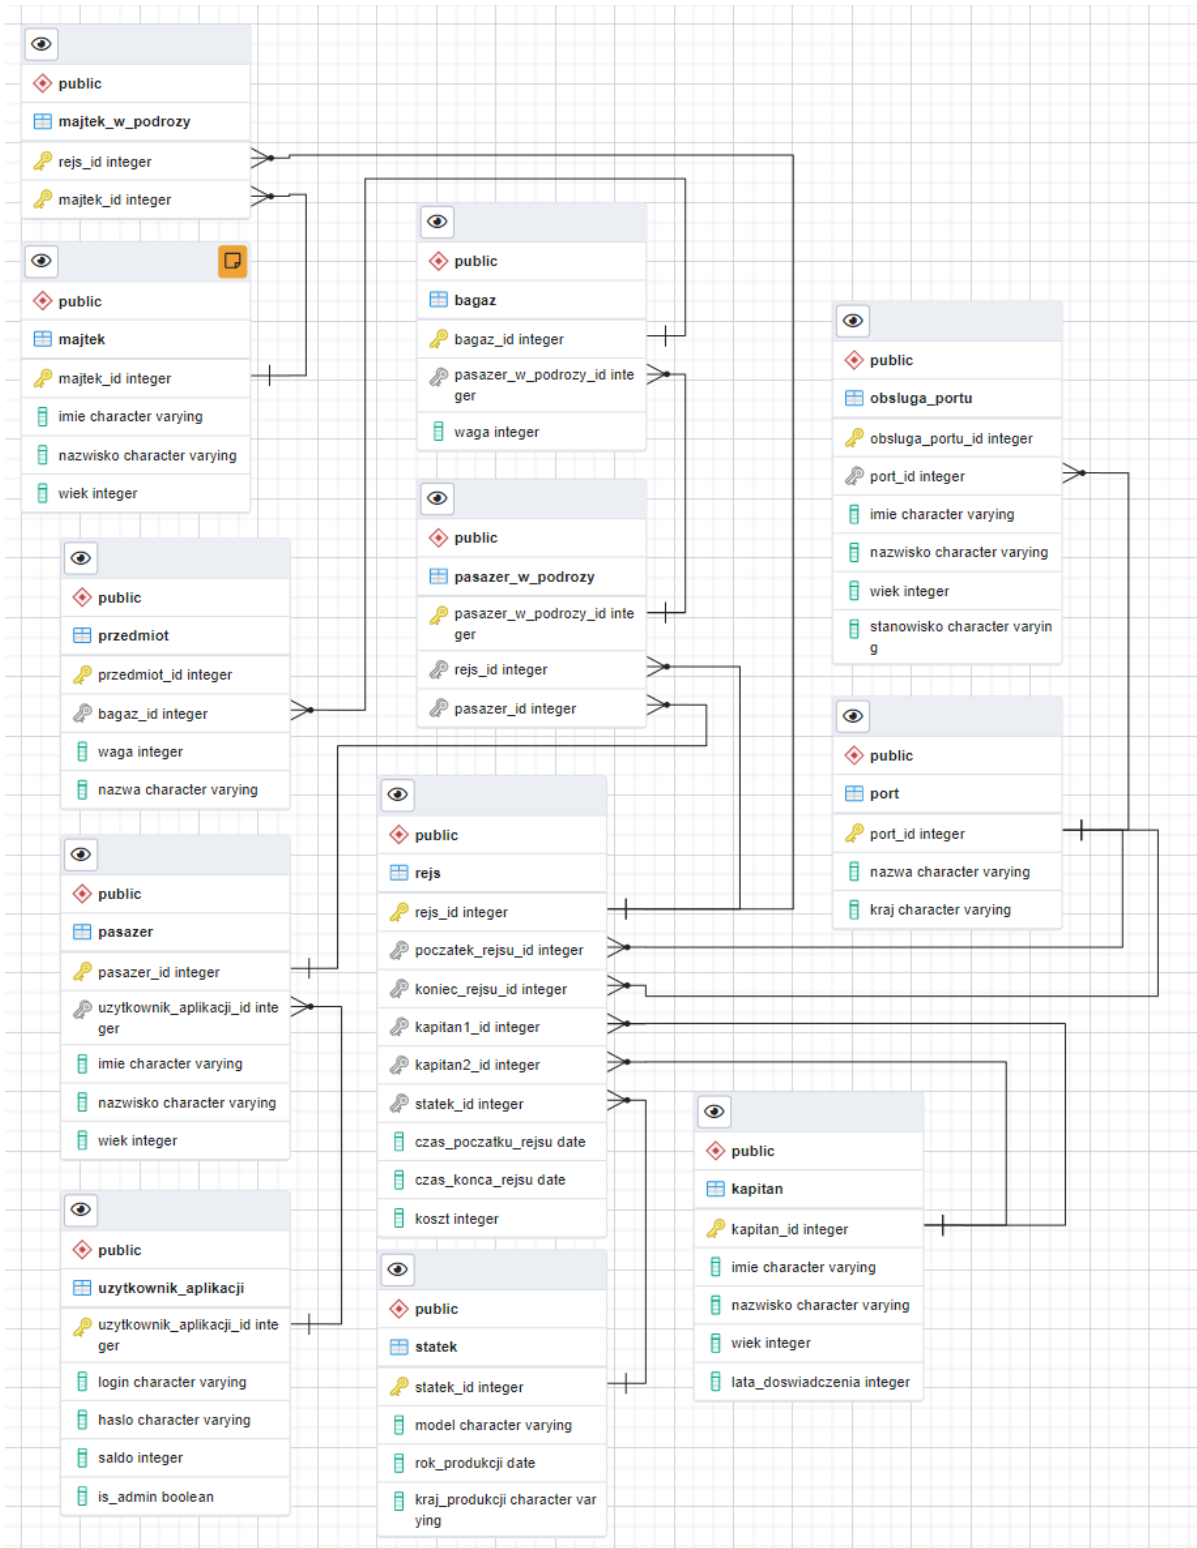 public
majtek_w_podrozy
rejs_id integer
majtek_id integer
public
majtek
majtek_id integer
imie character varying
nazwisko character varying
wiek integer
public
bagaz
bagaz_id integer
pasazer_w_podrozy_id inte
ger
waga integer
public
obsluga_portu
obsluga_portu_id integer
port_id integer
imie character varying
nazwisko character varying
wiek integer
stanowisko character varyin
g
public
pasazer_w_podrozy
pasazer_w_podrozy_id inte
ger
rejs_id integer
pasazer_id integer
public
przedmiot
przedmiot_id integer
bagaz_id integer
waga integer
nazwa character varying
public
port
port_id integer
nazwa character varying
kraj character varying
public
rejs
rejs_id integer
poczatek_rejsu_id integer
koniec_rejsu_id integer
kapitan1_id integer
kapitan2_id integer
statek_id integer
czas_poczatku_rejsu date
czas_konca_rejsu date
koszt integer
public
pasazer
pasazer_id integer
uzytkownik_aplikacji_id inte
ger
imie character varying
nazwisko character varying
wiek integer
public
kapitan
kapitan_id integer
imie character varying
nazwisko character varying
wiek integer
lata_doswiadczenia integer
public
uzytkownik_aplikacji
uzytkownik_aplikacji_id inte
ger
login character varying
haslo character varying
saldo integer
is_admin boolean
public
statek
statek_id integer
model character varying
rok_produkcji date
kraj_produkcji character var
ying